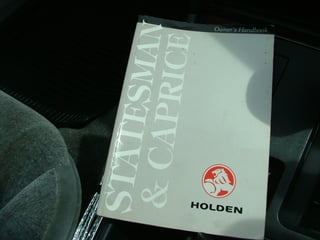 Owner's Handbook
STATESMAN
& CAPRICE
HOLDEN